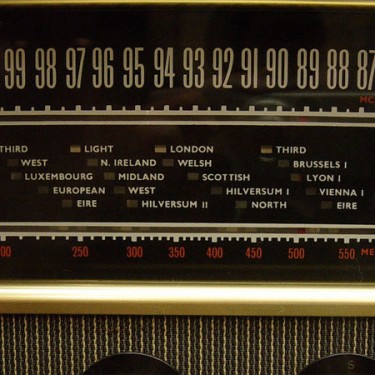 99 98 97 96 95 94 93 92 91 90 89 88 87
MC
THIRD LIGHT LONDON THIRD
WEST N. IRELAND WELSH BRUSSELS I
LUXEMBOURG MIDLAND SCOTTISH LYON I
EUROPEAN WEST HILVERSUM I VIENNA I
EIRE HILVERSUM II NORTH EIRE
00 250 300 350 400 450 500 550 ME
S